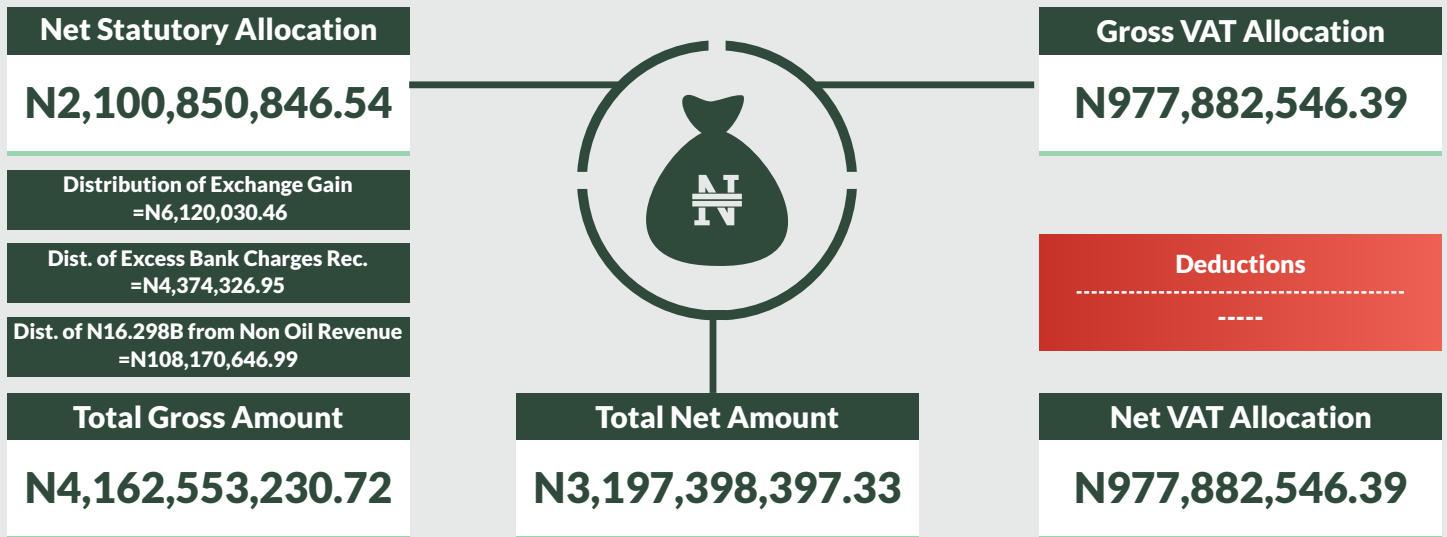 Net Statutory Allocation
N2,100,850,846.54
Distribution of Exchange Gain
=N6,120,030.46
Dist. of Excess Bank Charges Rec.
=N4,374,326.95
Dist. of N16.298B from Non Oil Revenue
=N108,170,646.99
Total Gross Amount
N4,162,553,230.72
₦
Total Net Amount
N3,197,398,397.33
Gross VAT Allocation
N977,882,546.39
Deductions
--------------------------------------------
-----
Net VAT Allocation
N977,882,546.39